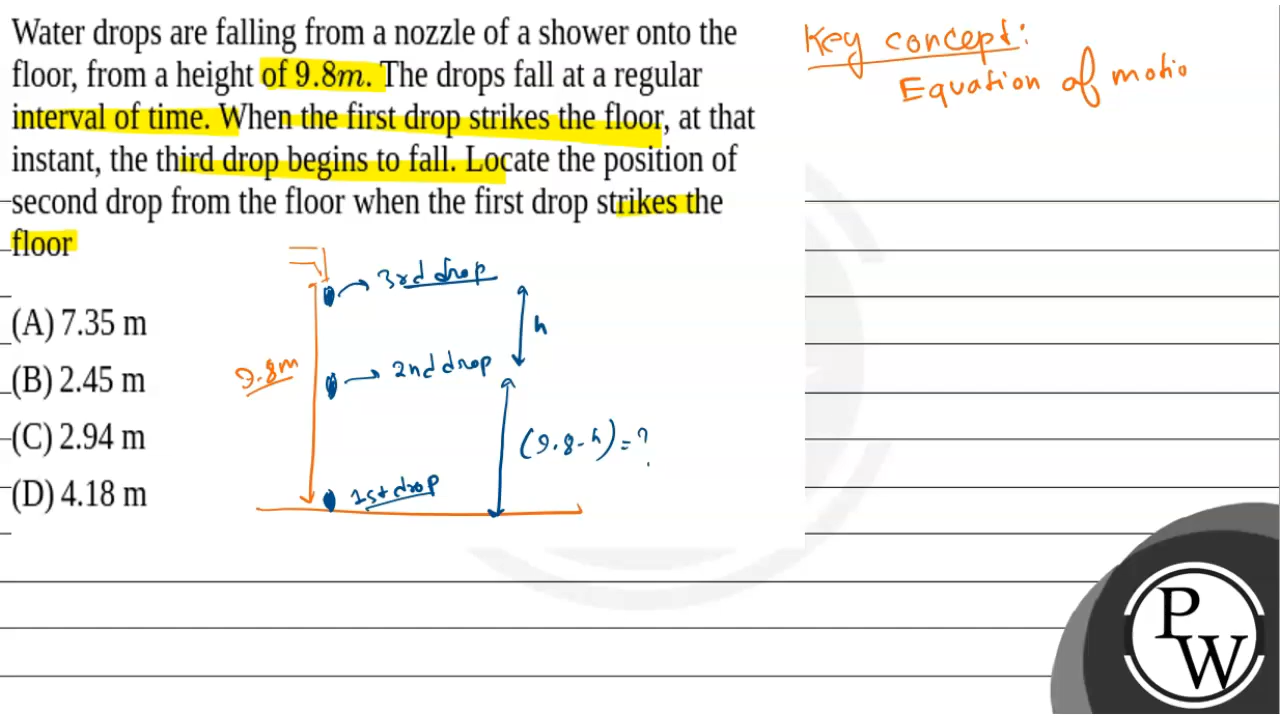 Water drops are falling from a nozzle of a shower onto the
floor, from a height of 9.8m. The drops fall at a regular
interval of time. When the first drop strikes the floor, at that
instant, the third drop begins to fall. Locate the position of
second drop from the floor when the first drop strikes the
floor
(A) 7.35 m
(B) 2.45 m
(C) 2.94 m
(D) 4.18 m
3rd drop
h
9.8m
2nd drop
(9.8-h)=?
1st drop
Key concept:
Equation of motio
P
W